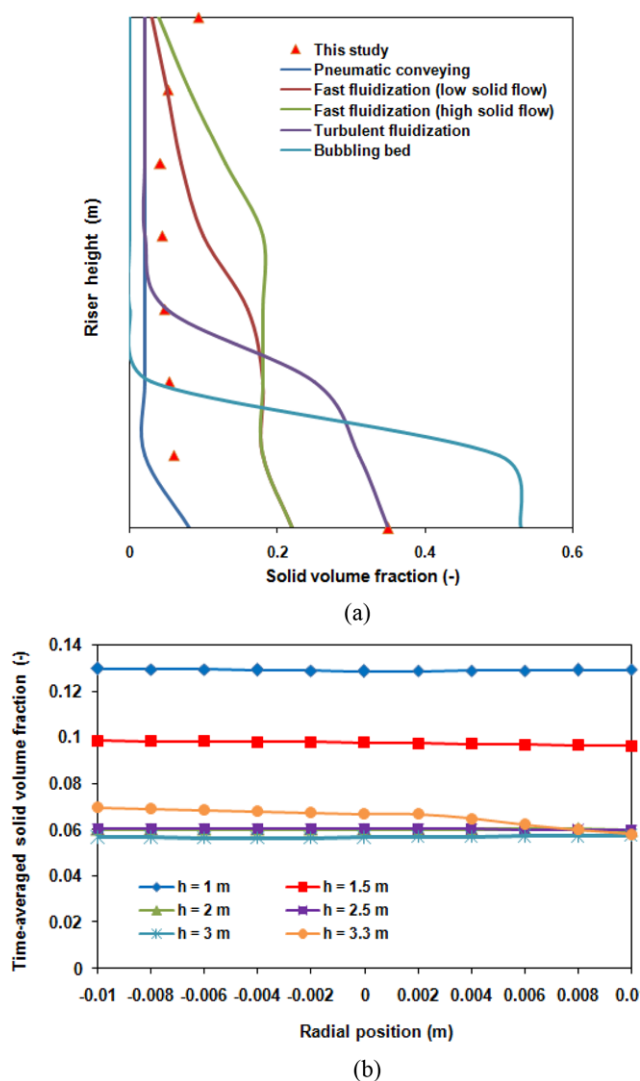 This study
Pneumatic conveying
Fast fluidization (low solid flow)
Fast fluidization (high solid flow)
Turbulent fluidization
Bubbling bed
Riser height (m)
0 0.2 0.4 0.6
Solid volume fraction (-)
(a)
Time-averaged solid volume fraction (-)
0.14
0.12
0.1
0.08
0.06
0.04
0.02
0
h = 1 m h = 1.5 m
h = 2 m h = 2.5 m
h = 3 m h = 3.3 m
-0.01 -0.008 -0.006 -0.004 -0.002 0 0.002 0.004 0.006 0.008 0.0
Radial position (m)
(b)